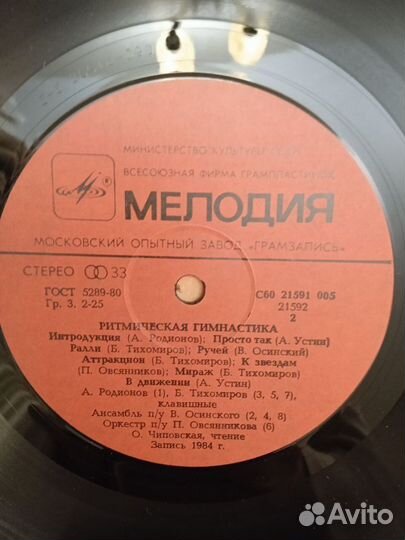 МИНИСТЕРСТВО КУЛЬТУРЫ СССР
ВСЕСОЮЗНАЯ ФИРМА ГРАМПЛАСТИНОК
®
МЕЛОДИЯ
МОСКОВСКИЙ ОПЫТНЫЙ ЗАВОД «ГРАМЗАПИСЬ»
СТЕРЕО 33
ГОСТ 5289-80 С60 21591 005
Гр. 3. 2-25 21592
2
РИТМИЧЕСКАЯ ГИМНАСТИКА
Интродукция (А. Родионов); Просто так (А. Устин)
Ралли (Б. Тихомиров); Ручей (В. Осинский)
Аттракцион (Б. Тихомиров); К звездам
(П. Овсянников); Мираж (Б. Тихомиров)
В движении (А. Устин)
А. Родионов (1), Б. Тихомиров (3, 5, 7),
клавишные
Ансамбль п/у В. Осинского (2, 4, 8)
Оркестр п/у П. Овсянникова (6)
О. Чиповская, чтение
Запись 1984 г.
Avito